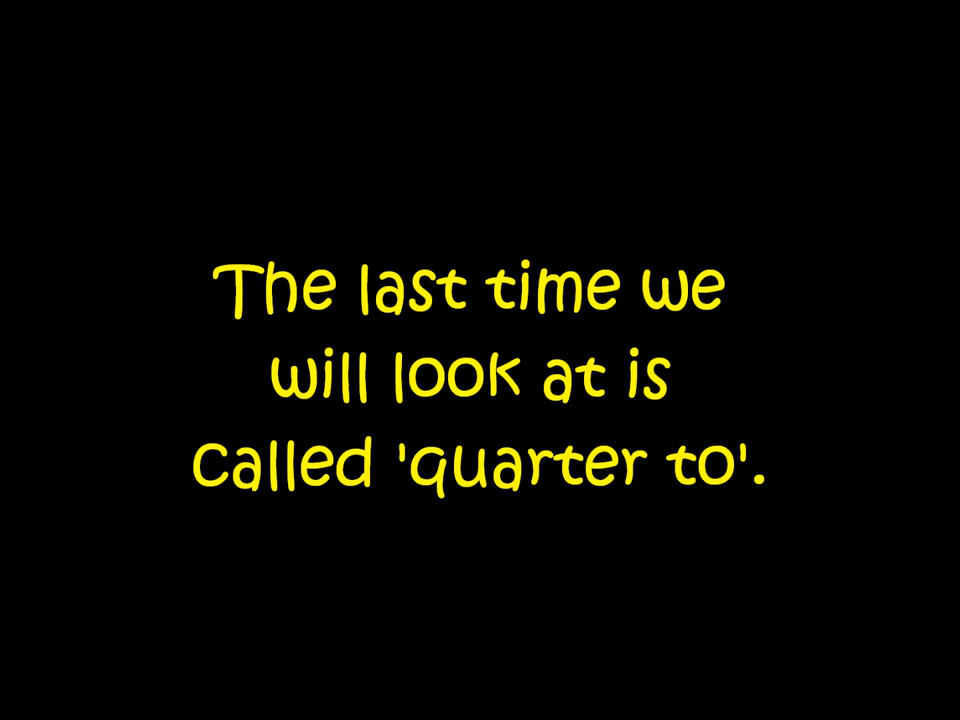 The last time we
will look at is
called 'quarter to'.